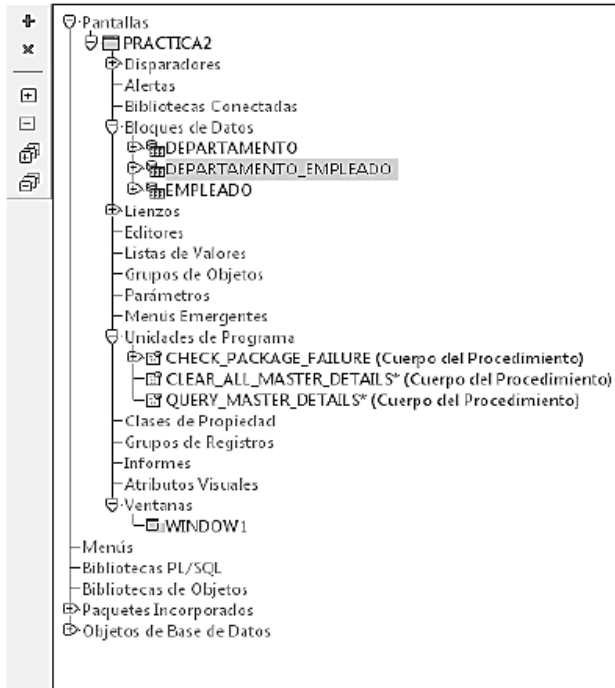 Pantallas
PRACTICA2
Disparadores
Alertas
Bibliotecas Conectadas
Bloques de Datos
DEPARTAMENTO
DEPARTAMENTO_EMPLEADO
EMPLEADO
Lienzos
Editores
Listas de Valores
Grupos de Objetos
Parámetros
Menús Emergentes
Unidades de Programa
CHECK_PACKAGE_FAILURE (Cuerpo del Procedimiento)
CLEAR_ALL_MASTER_DETAILS* (Cuerpo del Procedimiento)
QUERY_MASTER_DETAILS* (Cuerpo del Procedimiento)
Clases de Propiedad
Grupos de Registros
Informes
Atributos Visuales
Ventanas
WINDOW1
Menús
Bibliotecas PL/SQL
Bibliotecas de Objetos
Paquetes Incorporados
Objetos de Base de Datos